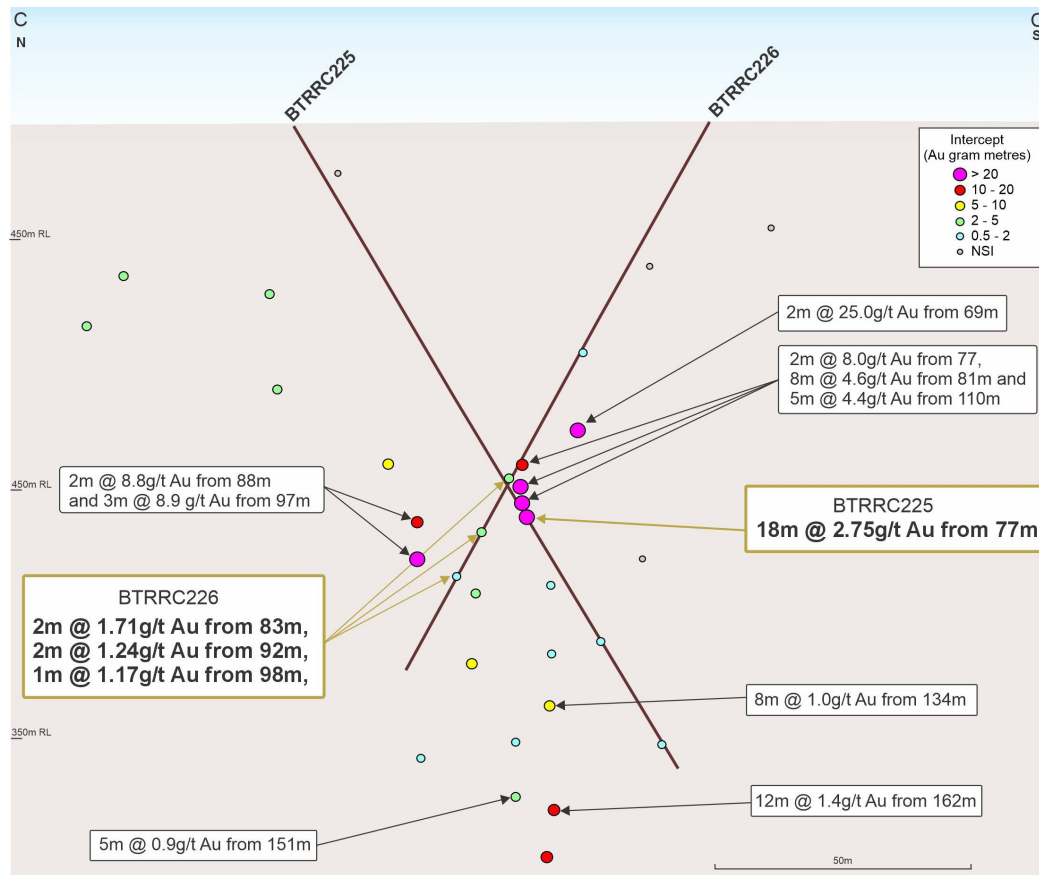 C
N
BTRRC225
BTRRC226
Intercept
(Au gram metres)
> 20
10 - 20
5 - 10
2 - 5
0.5 - 2
NSI
450m RL
2m @ 25.0g/t Au from 69m
2m @ 8.0g/t Au from 77,
8m @ 4.6g/t Au from 81m and
5m @ 4.4g/t Au from 110m
450m RL
2m @ 8.8g/t Au from 88m
and 3m @ 8.9 g/t Au from 97m
BTRRC225
18m @ 2.75g/t Au from 77m
BTRRC226
2m @ 1.71g/t Au from 83m,
2m @ 1.24g/t Au from 92m,
1m @ 1.17g/t Au from 98m,
8m @ 1.0g/t Au from 134m
350m RL
12m @ 1.4g/t Au from 162m
5m @ 0.9g/t Au from 151m
50m